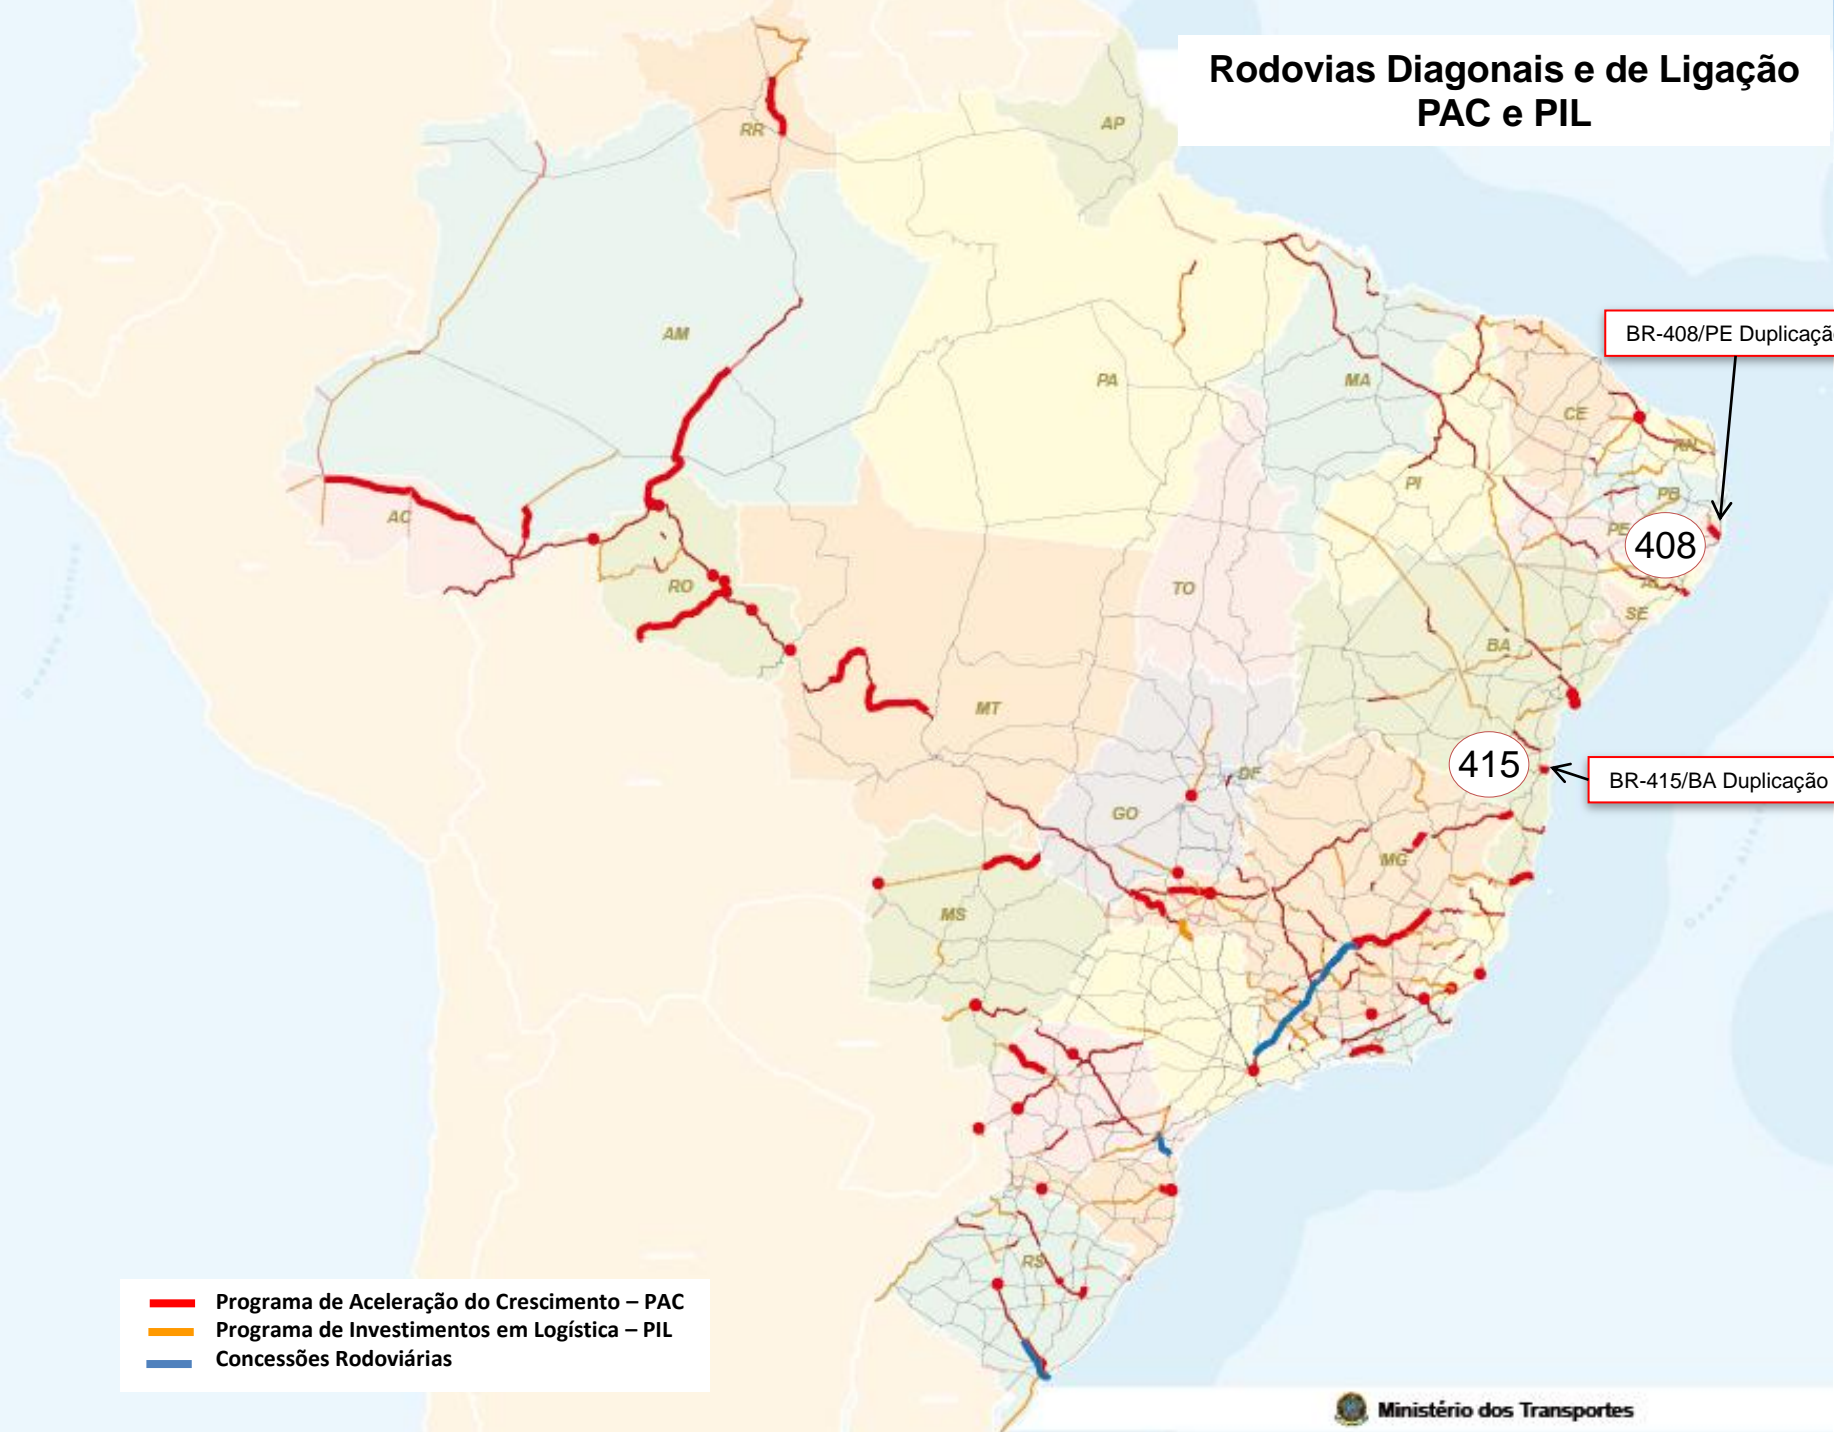 Rodovias Diagonais e de Ligação
PAC e PIL
RR
AP
AM
PA
MA
BR-408/PE Duplicaçã
CE
RN
PI
PB
PE
408
AC
RO
TO
AL
SE
BA
MT
415
BR-415/BA Duplicação
DF
GO
MG
MS
RS
Programa de Aceleração do Crescimento – PAC
Programa de Investimentos em Logística – PIL
Concessões Rodoviárias
Ministério dos Transportes